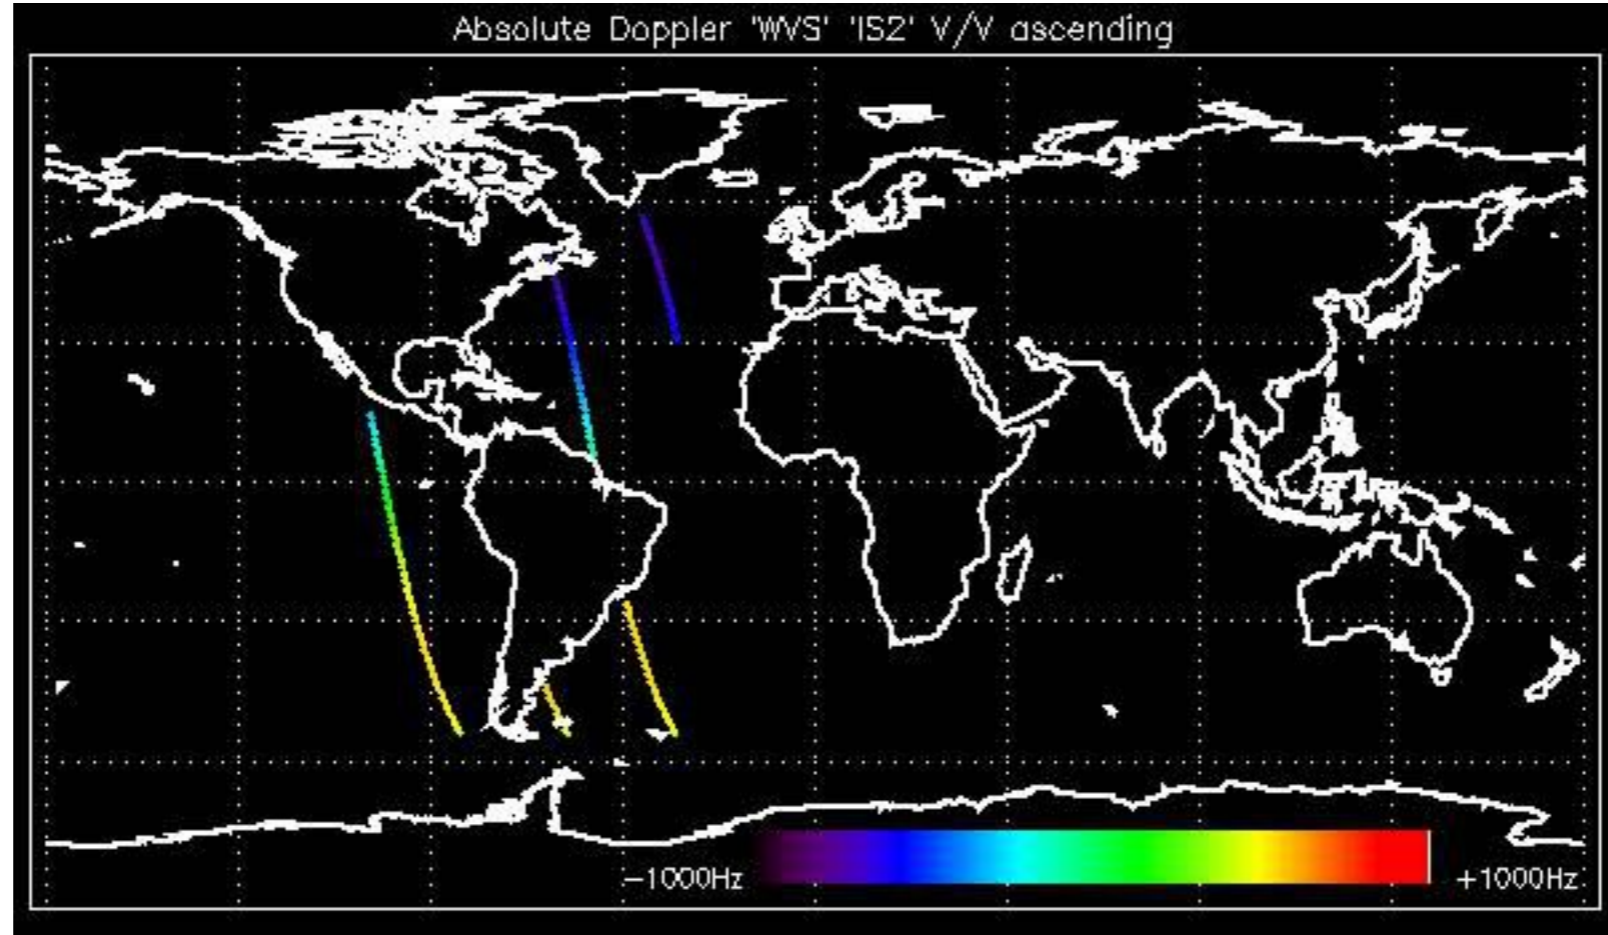 Absolute Doppler 'WVS' 'IS2' V/V ascending
−1000Hz +1000Hz